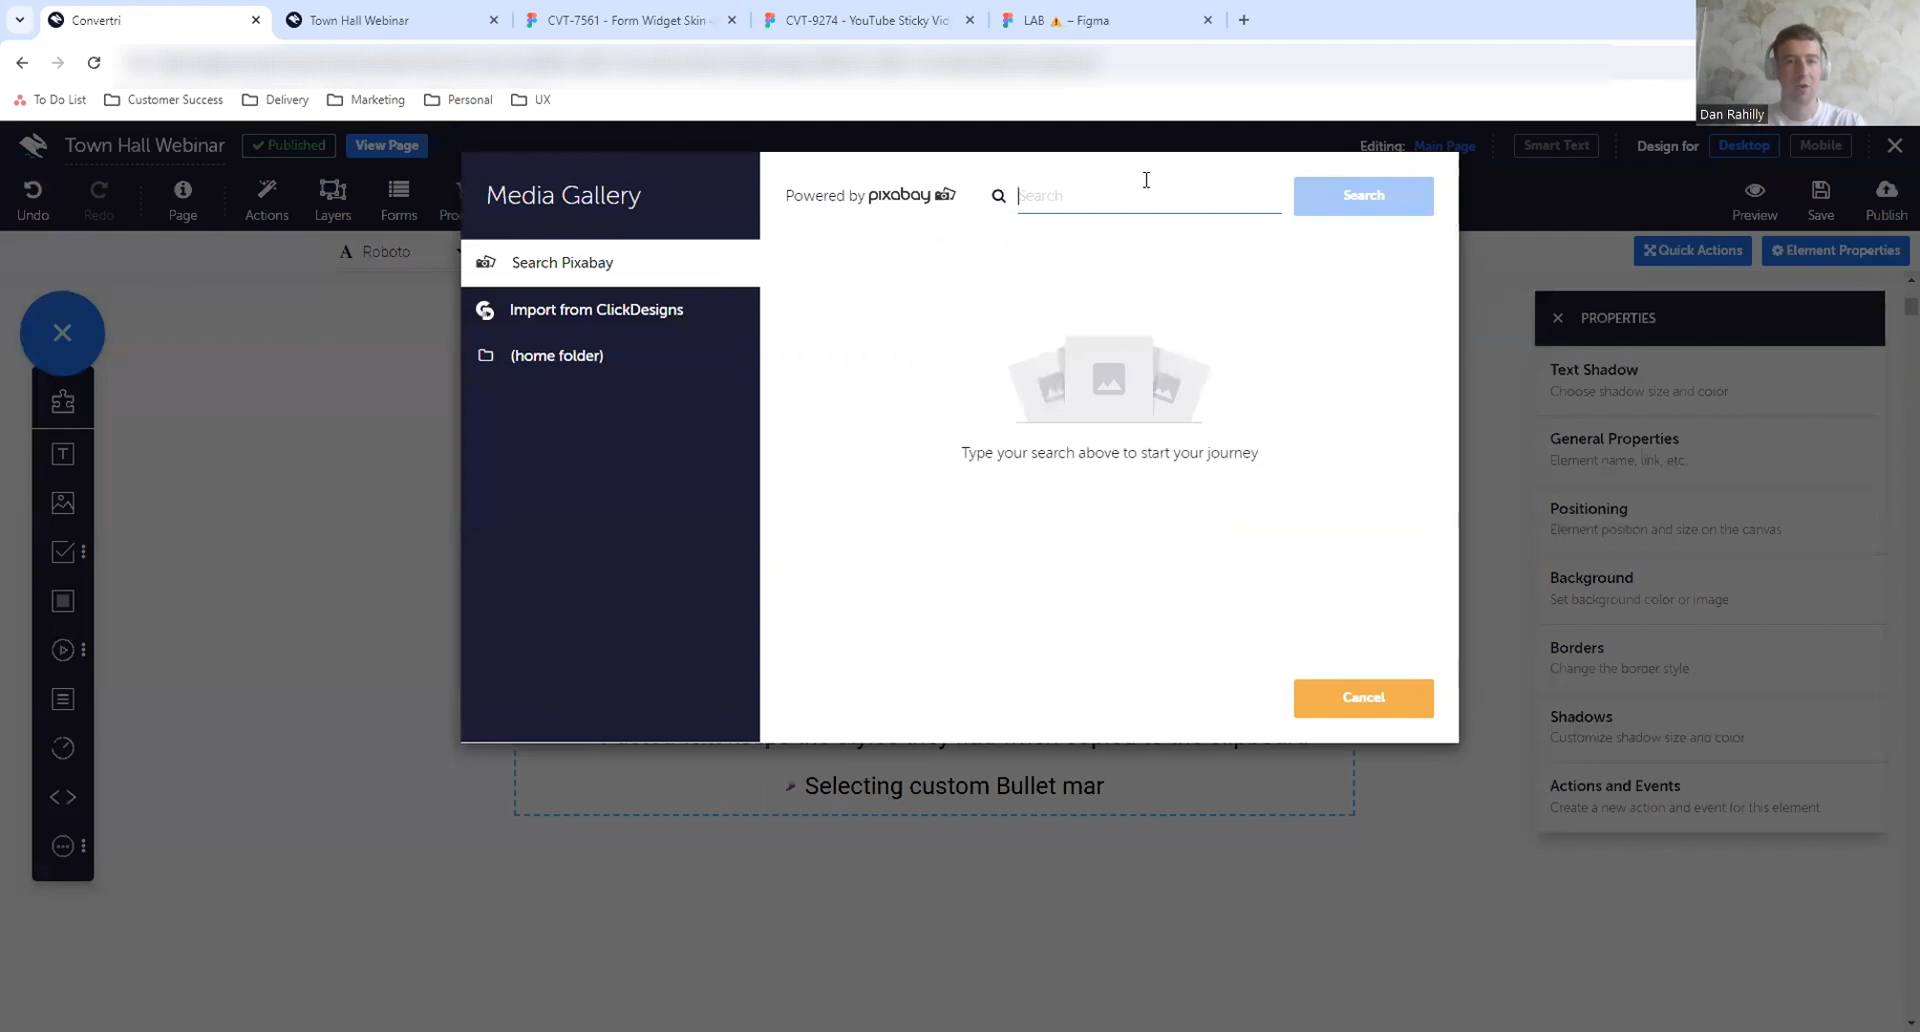 Convertri
Town Hall Webinar
CVT-7561 - Form Widget Skin
CVT-9274 - YouTube Sticky Vid
LAB ⚠ – Figma
To Do List
Customer Success
Delivery
Marketing
Personal
UX
Dan Rahilly
Town Hall Webinar
Published
View Page
Editing: Main Page
Smart Text
Design for
Desktop
Mobile
Undo
Redo
Page
Actions
Layers
Forms
Preview
Save
Publish
Roboto
Quick Actions
Element Properties
Media Gallery
Powered by pixabay
Search
Search
Search Pixabay
Import from ClickDesigns
(home folder)
Type your search above to start your journey
Cancel
PROPERTIES
Text Shadow
Choose shadow size and color
General Properties
Element name, link, etc.
Positioning
Element position and size on the canvas
Background
Set background color or image
Borders
Change the border style
Shadows
Customize shadow size and color
Actions and Events
Create a new action and event for this element
Selecting custom Bullet mar